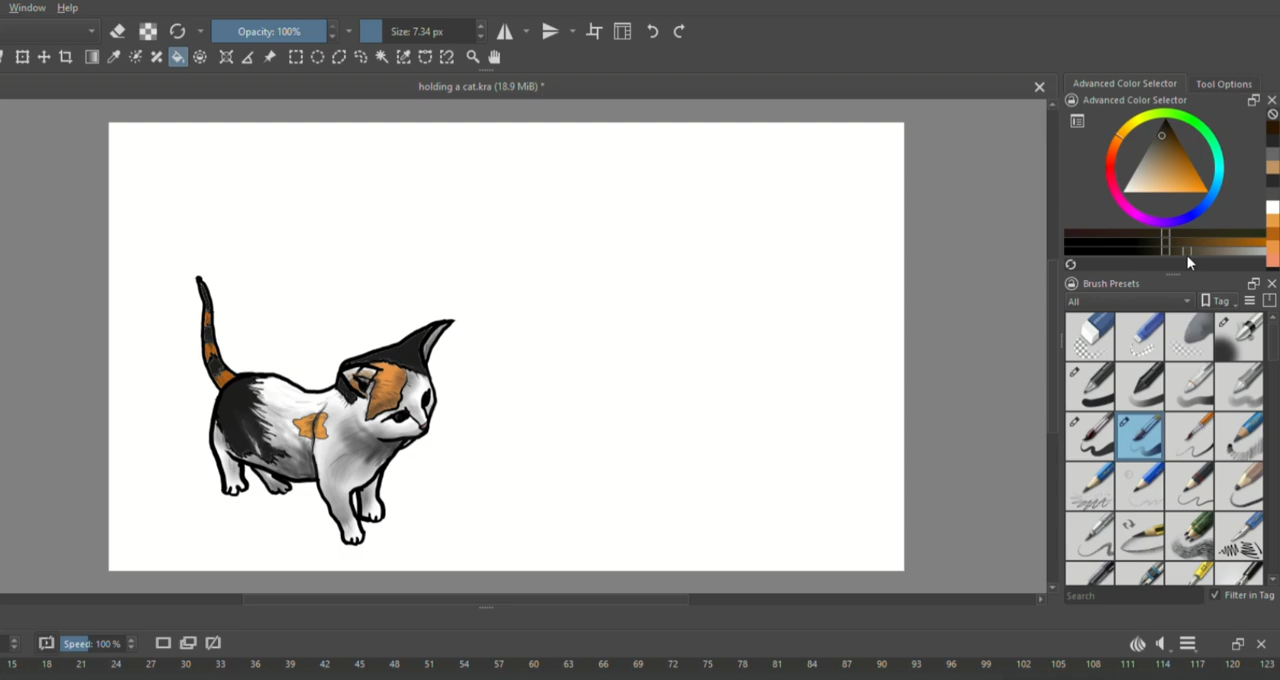 Window Help
Opacity: 100%
Size: 7.34 px
holding a cat.kra (18.9 MiB) *
Advanced Color Selector
Tool Options
Advanced Color Selector
Brush Presets
All
Tag
Search
Filter in Tag
Speed: 100 %
15 18 21 24 27 30 33 36 39 42 45 48 51 54 57 60 63 66 69 72 75 78 81 84 87 90 93 96 99 102 105 108 111 114 117 120 123